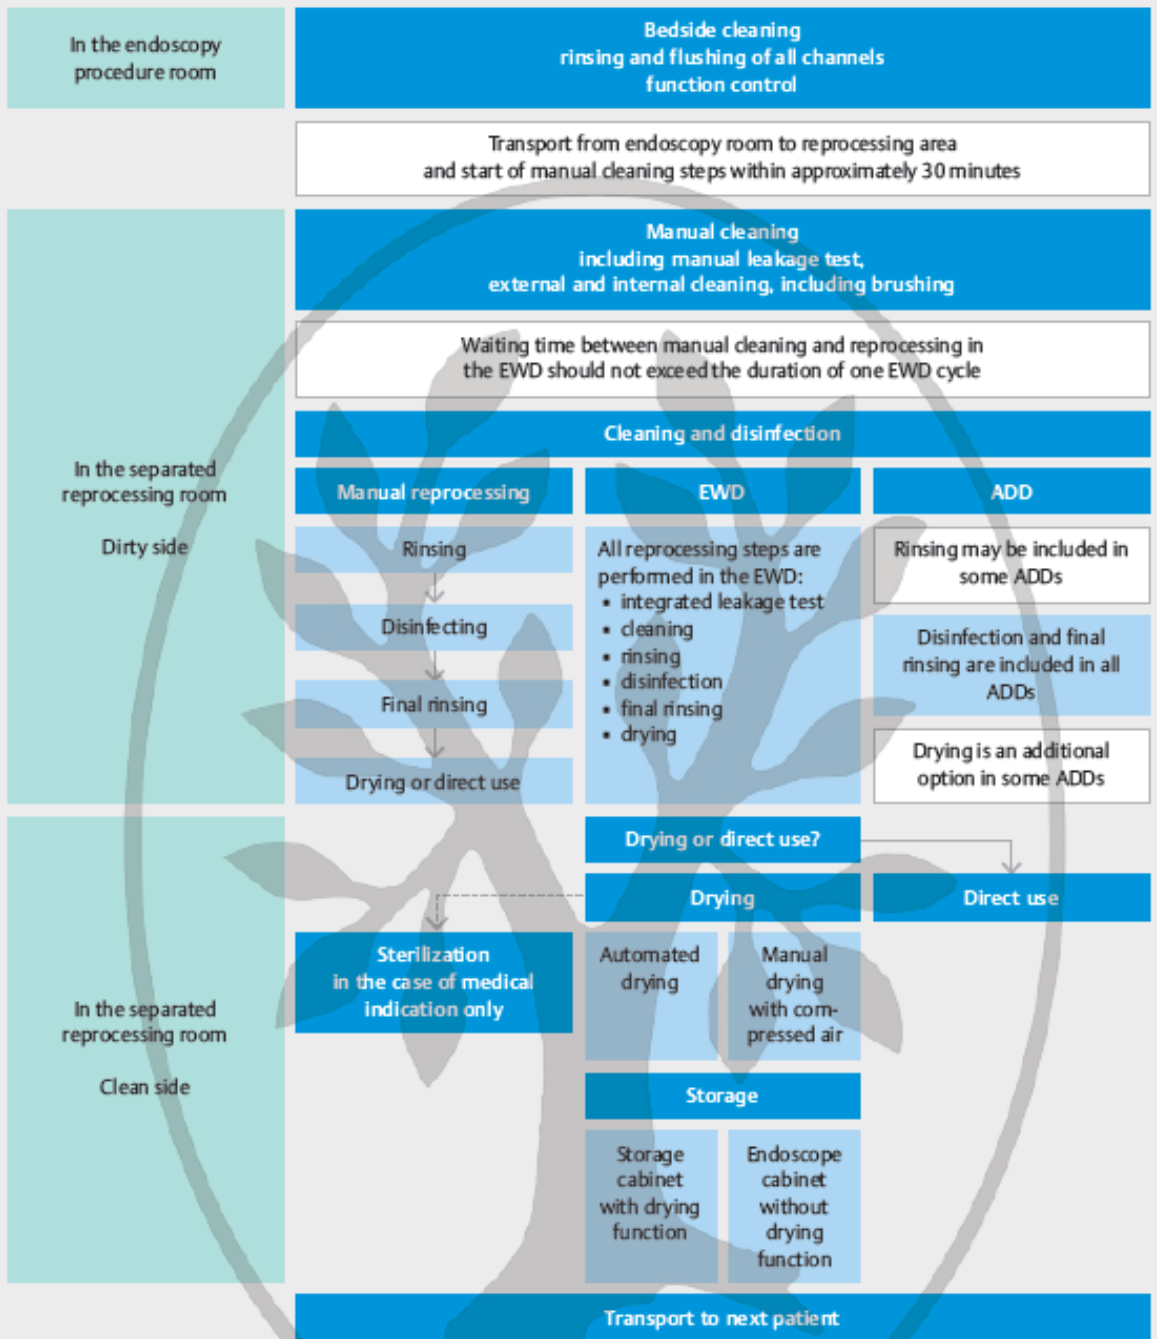 In the endoscopy
procedure room
Bedside cleaning
rinsing and flushing of all channels
function control
Transport from endoscopy room to reprocessing area
and start of manual cleaning steps within approximately 30 minutes
In the separated
reprocessing room
Dirty side
Manual cleaning
including manual leakage test,
external and internal cleaning, including brushing
Waiting time between manual cleaning and reprocessing in
the EWD should not exceed the duration of one EWD cycle
Cleaning and disinfection
Manual reprocessing
Rinsing
Disinfecting
Final rinsing
Drying or direct use
EWD
All reprocessing steps are
performed in the EWD:
▪ integrated leakage test
▪ cleaning
▪ rinsing
▪ disinfection
▪ final rinsing
▪ drying
ADD
Rinsing may be included in
some ADDs
Disinfection and final
rinsing are included in all
ADDs
Drying is an additional
option in some ADDs
In the separated
reprocessing room
Clean side
Drying or direct use?
Drying
Direct use
Sterilization
in the case of medical
indication only
Automated
drying
Manual
drying
with com-
pressed air
Storage
Storage
cabinet
with drying
function
Endoscope
cabinet
without
drying
function
Transport to next patient